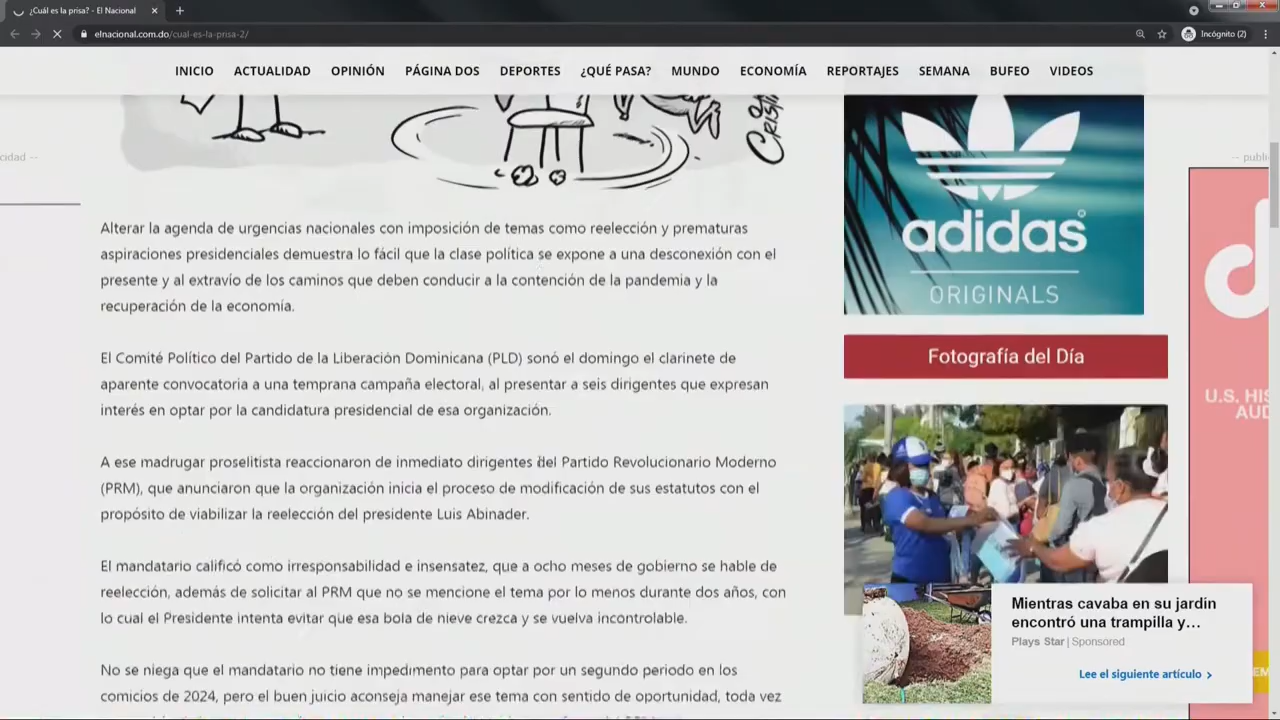 ¿Cuál es la prisa? - El Nacional
elnacional.com.do/cual-es-la-prisa-2/
Incógnito (2)
INICIO ACTUALIDAD OPINIÓN PÁGINA DOS DEPORTES ¿QUÉ PASA? MUNDO ECONOMÍA REPORTAJES SEMANA BUFEO VIDEOS
cidad --
-- publi
Alterar la agenda de urgencias nacionales con imposición de temas como reelección y prematuras
aspiraciones presidenciales demuestra lo fácil que la clase política se expone a una desconexión con el
presente y al extravío de los caminos que deben conducir a la contención de la pandemia y la
recuperación de la economía.
El Comité Político del Partido de la Liberación Dominicana (PLD) sonó el domingo el clarinete de
aparente convocatoria a una temprana campaña electoral, al presentar a seis dirigentes que expresan
interés en optar por la candidatura presidencial de esa organización.
A ese madrugar proselitista reaccionaron de inmediato dirigentes del Partido Revolucionario Moderno
(PRM), que anunciaron que la organización inicia el proceso de modificación de sus estatutos con el
propósito de viabilizar la reelección del presidente Luis Abinader.
El mandatario calificó como irresponsabilidad e insensatez, que a ocho meses de gobierno se hable de
reelección, además de solicitar al PRM que no se mencione el tema por lo menos durante dos años, con
lo cual el Presidente intenta evitar que esa bola de nieve crezca y se vuelva incontrolable.
No se niega que el mandatario no tiene impedimento para optar por un segundo periodo en los
comicios de 2024, pero el buen juicio aconseja manejar ese tema con sentido de oportunidad, toda vez
adidas
ORIGINALS
Fotografía del Día
U.S. HIS
AUD
Mientras cavaba en su jardín
encontró una trampilla y…
Plays Star | Sponsored
Lee el siguiente artículo